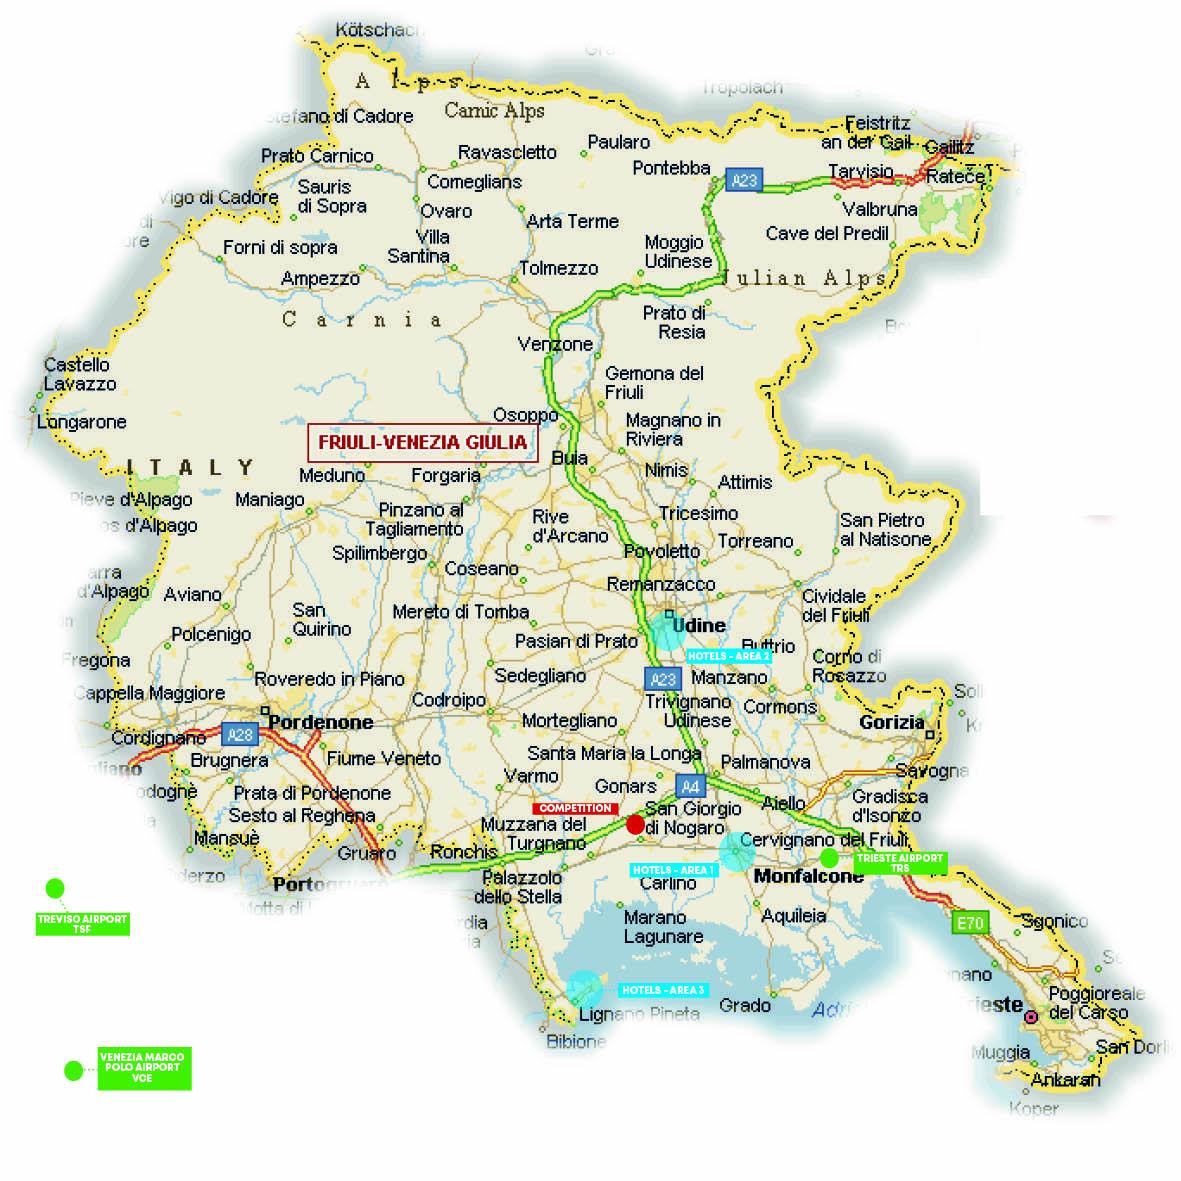 Kötschach
A l p s
Carnic Alps
Tropolach
Stefano di Cadore
Feistritz
an der Gail
Gailitz
Paularo
Prato Carnico
Ravascletto
Pontebba
A23
Tarvisio
Rateče
Comeglians
Sauris
di Sopra
Vigo di Cadore
Valbruna
Ovaro
Arta Terme
Cave del Predil
Villa
Santina
Moggio
Udinese
Forni di sopra
Tolmezzo
Ampezzo
Julian Alps
C a r n i a
Prato di
Resia
Venzone
Castello
Lavazzo
Gemona del
Friuli
Longarone
Osoppo
Magnano in
Riviera
FRIULI-VENEZIA GIULIA
I T A L Y
Buia
Meduno
Forgaria
Nimis
Attimis
Pieve d'Alpago
os d'Alpago
Maniago
Pinzano al
Tagliamento
Rive
d'Arcano
Tricesimo
San Pietro
al Natisone
Spilimbergo
Povoletto
Torreano
Coseano
arra
d'Alpago
Remanzacco
Aviano
Cividale
del Friuli
San
Quirino
Mereto di Tomba
Udine
Polcenigo
Pasian di Prato
Buttrio
HOTELS - AREA 2
Fregona
Corno di
Rosazzo
Roveredo in Piano
Sedegliano
A23
Manzano
Cappella Maggiore
Codroipo
Trivignano
Udinese
Cormons
Pordenone
Mortegliano
Gorizia
Cordignano
A28
Brugnera
Fiume Veneto
Santa Maria la Longa
Palmanova
Savogna
Varmo
Gonars
A4
Prata di Pordenone
Gradisca
d'Isonzo
COMPETITION
San Giorgio
di Nogaro
Aiello
Sesto al Reghena
Muzzana del
Turgnano
Mansuè
Gruaro
Ronchis
Cervignano del Friuli
TRIESTE AIRPORT
TRS
HOTELS - AREA 1
Monfalcone
Portogruaro
Palazzolo
dello Stella
Carlino
TREVISO AIRPORT
TSF
Marano
Lagunare
Aquileia
E70
Sgonico
HOTELS - AREA 3
Grado
Lignano Pineta
Poggioreale
del Carso
rieste
Bibione
Muggia
San Dorli
VENEZIA MARCO
POLO AIRPORT
VCE
Ankaran
Koper